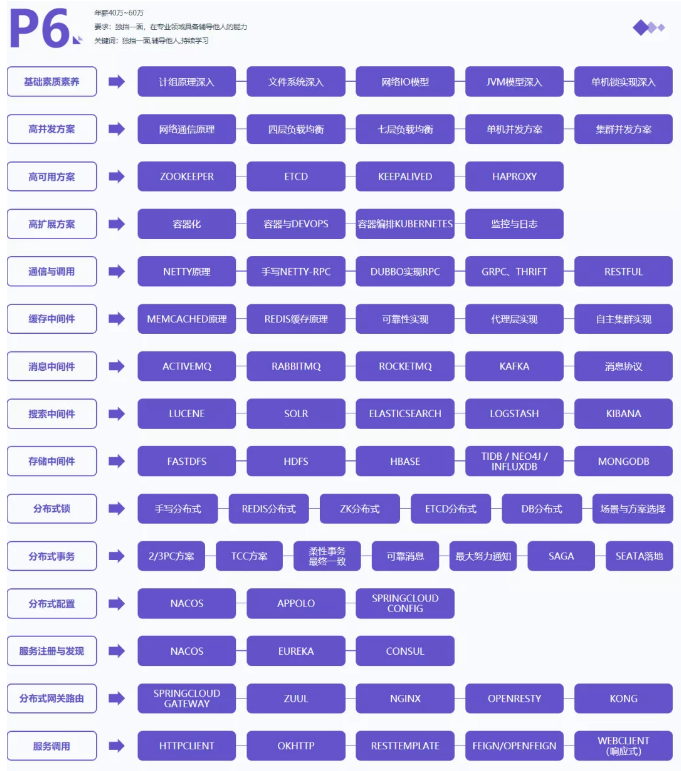 P6
年薪40万~60万
要求：独挡一面，在专业领域具备辅导他人的能力
关键词：独挡一面,辅导他人,持续学习
基础素质素养 计组原理深入 文件系统深入 网络IO模型 JVM模型深入 单机锁实现深入
高并发方案 网络通信原理 四层负载均衡 七层负载均衡 单机并发方案 集群并发方案
高可用方案 ZOOKEEPER ETCD KEEPALIVED HAPROXY
高扩展方案 容器化 容器与DEVOPS 容器编排KUBERNETES 监控与日志
通信与调用 NETTY原理 手写NETTY-RPC DUBBO实现RPC GRPC、THRIFT RESTFUL
缓存中间件 MEMCACHED原理 REDIS缓存原理 可靠性实现 代理层实现 自主集群实现
消息中间件 ACTIVEMQ RABBITMQ ROCKETMQ KAFKA 消息协议
搜索中间件 LUCENE SOLR ELASTICSEARCH LOGSTASH KIBANA
存储中间件 FASTDFS HDFS HBASE TIDB / NEO4J / INFLUXDB MONGODB
分布式锁 手写分布式 REDIS分布式 ZK分布式 ETCD分布式 DB分布式 场景与方案选择
分布式事务 2/3PC方案 TCC方案 柔性事务 最终一致 可靠消息 最大努力通知 SAGA SEATA落地
分布式配置 NACOS APPOLO SPRINGCLOUD CONFIG
服务注册与发现 NACOS EUREKA CONSUL
分布式网关路由 SPRINGCLOUD GATEWAY ZUUL NGINX OPENRESTY KONG
服务调用 HTTPCLIENT OKHTTP RESTTEMPLATE FEIGN/OPENFEIGN WEBCLIENT (响应式)